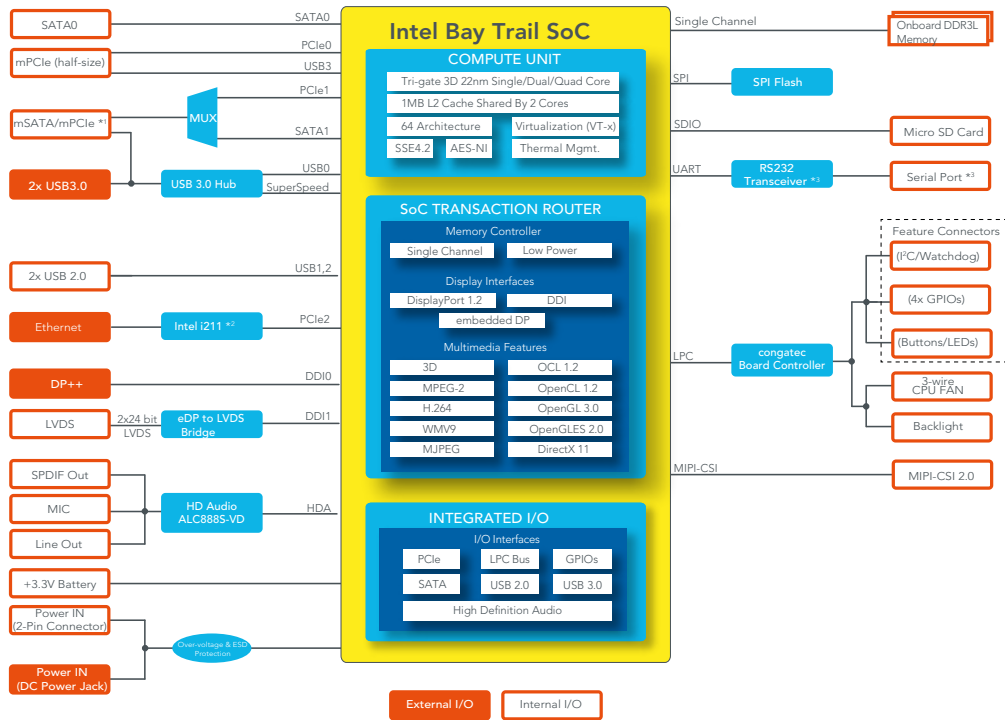 SATA0
SATA0
mPCIe (half-size)
PCIe0
USB3
mSATA/mPCIe *1
MUX
PCIe1
SATA1
2x USB3.0
USB 3.0 Hub
USB0
SuperSpeed
2x USB 2.0
USB1,2
Ethernet
Intel i211 *2
PCIe2
DP++
DDI0
LVDS
2x24 bit
LVDS
eDP to LVDS
Bridge
DDI1
SPDIF Out
MIC
Line Out
HD Audio
ALC888S-VD
HDA
+3.3V Battery
Power IN
(2-Pin Connector)
Over-voltage & ESD
Protection
Power IN
(DC Power Jack)
Intel Bay Trail SoC
COMPUTE UNIT
Tri-gate 3D 22nm Single/Dual/Quad Core
1MB L2 Cache Shared By 2 Cores
64 Architecture
Virtualization (VT-x)
SSE4.2
AES-NI
Thermal Mgmt.
SoC TRANSACTION ROUTER
Memory Controller
Single Channel
Low Power
Display Interfaces
DisplayPort 1.2
DDI
embedded DP
Multimedia Features
3D
OCL 1.2
MPEG-2
OpenCL 1.2
H.264
OpenGL 3.0
WMV9
OpenGLES 2.0
MJPEG
DirectX 11
INTEGRATED I/O
I/O Interfaces
PCIe
LPC Bus
GPIOs
SATA
USB 2.0
USB 3.0
High Definition Audio
Single Channel
Onboard DDR3L
Memory
SPI
SPI Flash
SDIO
Micro SD Card
UART
RS232
Transceiver *3
Serial Port *3
Feature Connectors
(I²C/Watchdog)
(4x GPIOs)
(Buttons/LEDs)
LPC
congatec
Board Controller
3-wire
CPU FAN
Backlight
MIPI-CSI
MIPI-CSI 2.0
External I/O
Internal I/O